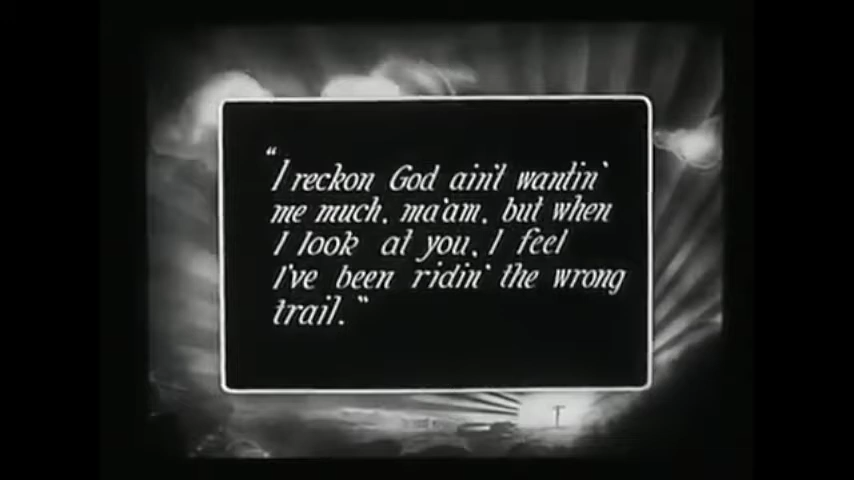 "I reckon God ain't wantin'
me much, ma'am, but when
I look at you, I feel
I've been ridin' the wrong
trail."